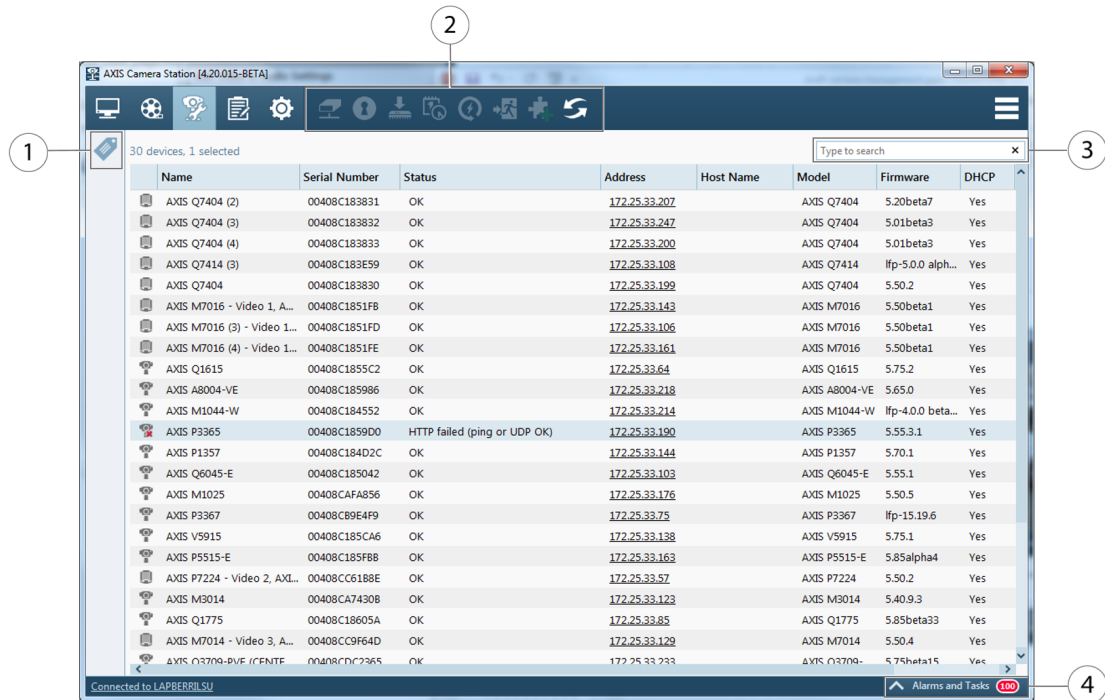 2
AXIS Camera Station [4.20.015-BETA]
1
3
30 devices, 1 selected
Type to search
Name Serial Number Status Address Host Name Model Firmware DHCP
AXIS Q7404 (2) 00408C183831 OK 172.25.33.207 AXIS Q7404 5.20beta7 Yes
AXIS Q7404 (3) 00408C183832 OK 172.25.33.247 AXIS Q7404 5.01beta3 Yes
AXIS Q7404 (4) 00408C183833 OK 172.25.33.200 AXIS Q7404 5.01beta3 Yes
AXIS Q7414 (3) 00408C183E59 OK 172.25.33.108 AXIS Q7414 lfp-5.0.0 alph... Yes
AXIS Q7404 00408C183830 OK 172.25.33.199 AXIS Q7404 5.50.2 Yes
AXIS M7016 - Video 1, A... 00408C1851FB OK 172.25.33.143 AXIS M7016 5.50beta1 Yes
AXIS M7016 (3) - Video 1... 00408C1851FD OK 172.25.33.106 AXIS M7016 5.50beta1 Yes
AXIS M7016 (4) - Video 1... 00408C1851FE OK 172.25.33.161 AXIS M7016 5.50beta1 Yes
AXIS Q1615 00408C1855C2 OK 172.25.33.64 AXIS Q1615 5.75.2 Yes
AXIS A8004-VE 00408C185986 OK 172.25.33.218 AXIS A8004-VE 5.65.0 Yes
AXIS M1044-W 00408C184552 OK 172.25.33.214 AXIS M1044-W lfp-4.0.0 beta... Yes
AXIS P3365 00408C1859D0 HTTP failed (ping or UDP OK) 172.25.33.190 AXIS P3365 5.55.3.1 Yes
AXIS P1357 00408C184D2C OK 172.25.33.144 AXIS P1357 5.70.1 Yes
AXIS Q6045-E 00408C185042 OK 172.25.33.103 AXIS Q6045-E 5.55.1 Yes
AXIS M1025 00408CAFA856 OK 172.25.33.176 AXIS M1025 5.50.5 Yes
AXIS P3367 00408CB9E4F9 OK 172.25.33.75 AXIS P3367 lfp-15.19.6 Yes
AXIS V5915 00408C185CA6 OK 172.25.33.138 AXIS V5915 5.75.1 Yes
AXIS P5515-E 00408C185FBB OK 172.25.33.163 AXIS P5515-E 5.85alpha4 Yes
AXIS P7224 - Video 2, AXI... 00408CC61B8E OK 172.25.33.57 AXIS P7224 5.50.2 Yes
AXIS M3014 00408CA7430B OK 172.25.33.123 AXIS M3014 5.40.9.3 Yes
AXIS Q1775 00408C18605A OK 172.25.33.85 AXIS Q1775 5.85beta33 Yes
AXIS M7014 - Video 3, A... 00408CC9F64D OK 172.25.33.129 AXIS M7014 5.50.4 Yes
AXIS Q3709-PVE (CENTE 00408CDC2365 OK 172.25.33.233 AXIS Q3709- 5.75beta15 Yes
Connected to LAPBERRILSU Alarms and Tasks 100
4